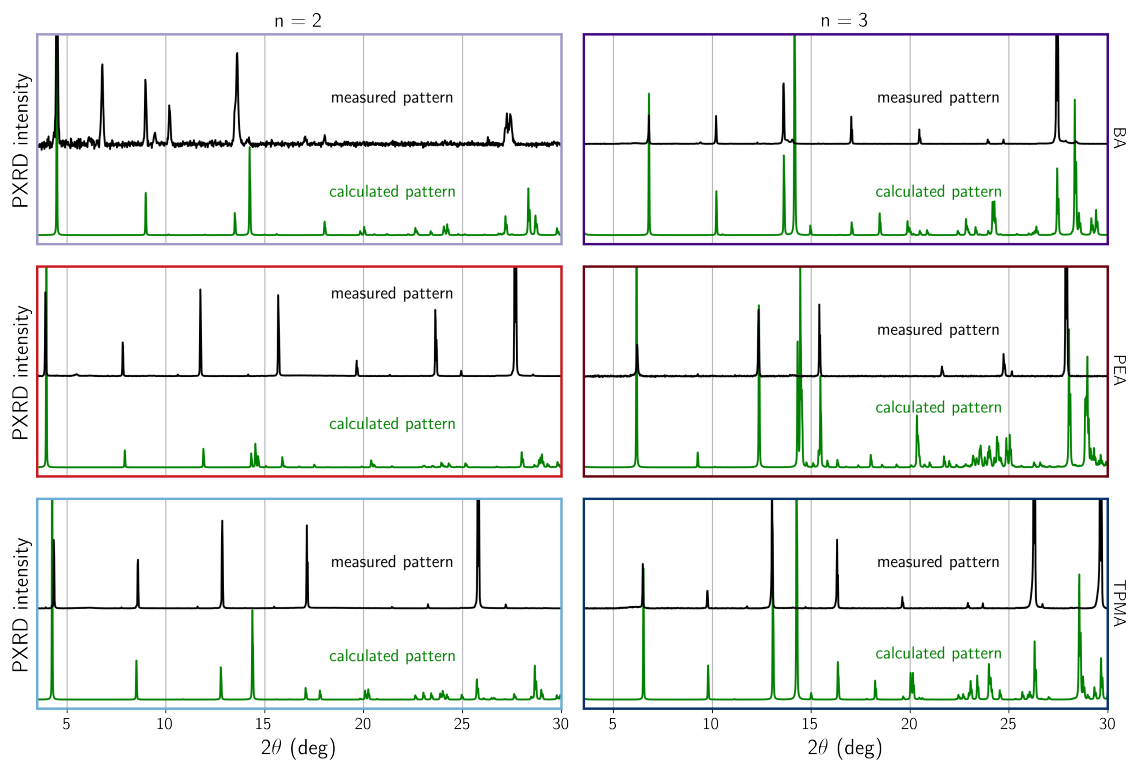 n = 2
n = 3
PXRD intensity
measured pattern
calculated pattern
measured pattern
calculated pattern
BA
PXRD intensity
measured pattern
calculated pattern
measured pattern
calculated pattern
PEA
PXRD intensity
measured pattern
calculated pattern
measured pattern
calculated pattern
TPMA
5 10 15 20 25 30
5 10 15 20 25 30
2θ (deg)
2θ (deg)